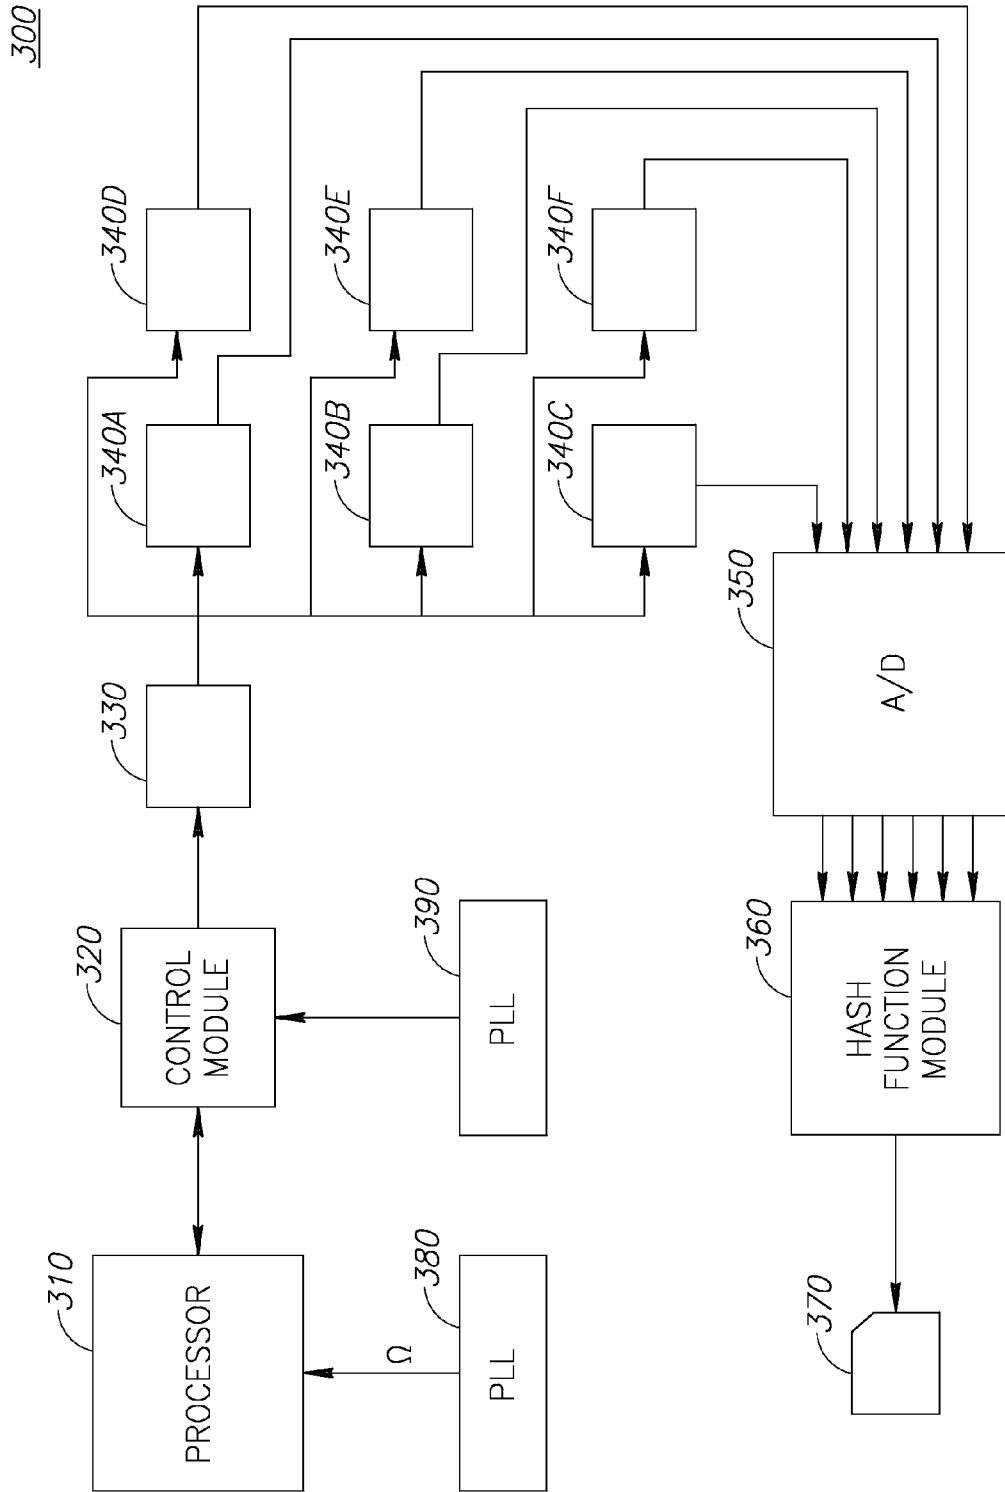 300
310
PROCESSOR
320
CONTROL
MODULE
330
340A
340D
340B
340E
340C
340F
380
PLL
Ω
390
PLL
350
A/D
360
HASH
FUNCTION
MODULE
370